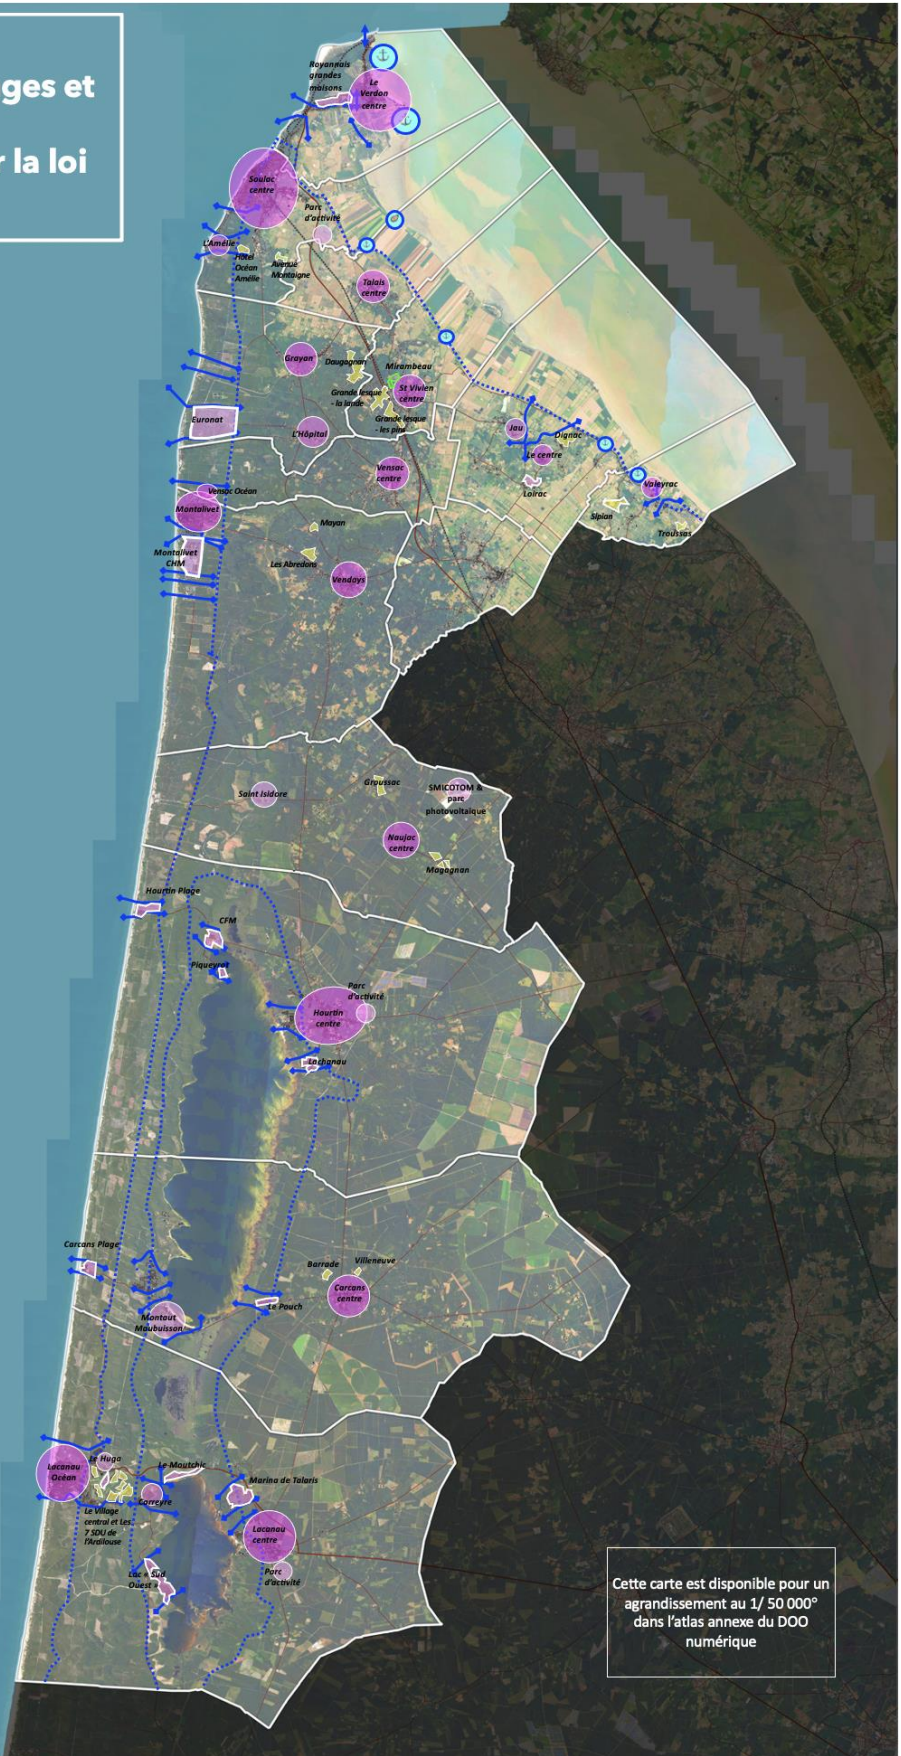 ges et
r la loi
Royannais
grandes
maisons
Le
Verdon
centre
Soulac
centre
Parc
d'activité
L'Amélie
Hôtel
Océan
Amélie
Avenue
Montaigne
Talais
centre
Grayan
Daugagnan
Mirambeau
St Vivien
centre
Grande lesque
- la lande
Grande lesque
- les pins
Euronat
L'Hôpital
Jau
Dignac
Le centre
Vensac
centre
Loirac
Valeyrac
Vensac Océan
Montalivet
Sipian
Troussas
Mayan
Montalivet
CHM
Les Abredons
Vendays
Saint Isidore
Groussac
SMICOTOM &
parc
photovoltaïque
Naujac
centre
Magagnan
Hourtin Plage
CFM
Piqueyrot
Parc
d'activité
Hourtin
centre
Lachanau
Carcans Plage
Barrade
Villeneuve
Carcans
centre
Le Pouch
Montaut
Maubuisson
Le Huga
Lacanau
Océan
Le Moutchic
Marina de Talaris
Carreyre
Le Village
central et Les
7 SDU de
l'Ardilouse
Lacanau
centre
Lac « Sud
Ouest »
Parc
d'activité
Cette carte est disponible pour un
agrandissement au 1/ 50 000°
dans l'atlas annexe du DOO
numérique